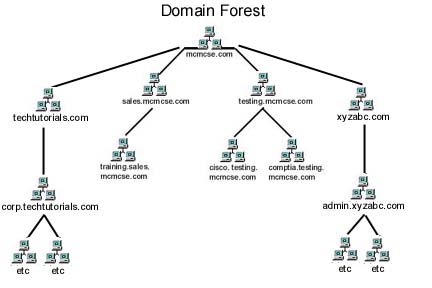 Domain Forest
mcmcse.com
techtutorials.com
sales.mcmcse.com
testing.mcmcse.com
xyzabc.com
training.sales.
mcmcse.com
cisco. testing.
mcmcse.com
comptia.testing.
mcmcse.com
corp.techtutorials.com
admin.xyzabc.com
etc
etc
etc
etc